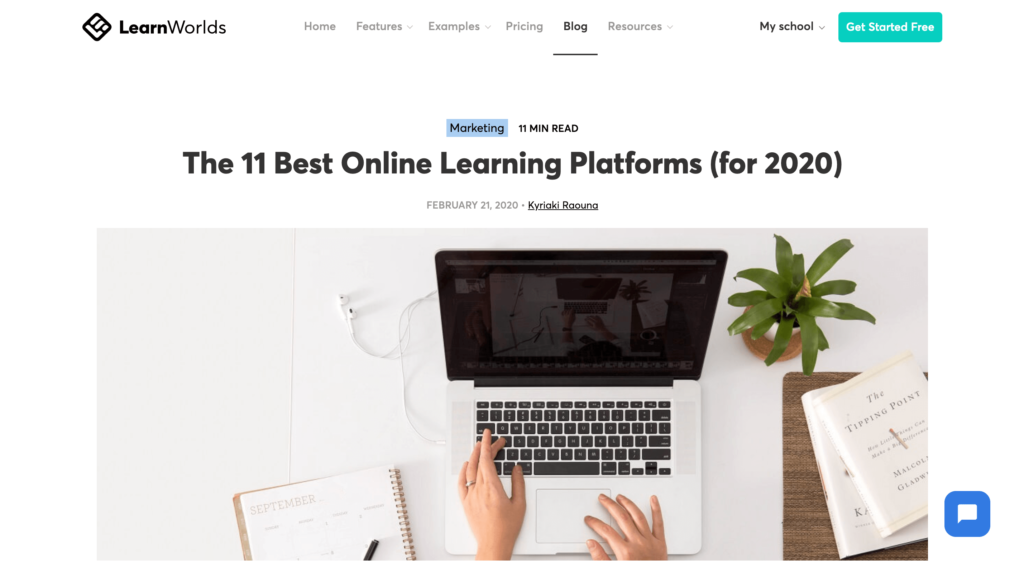 LearnWorlds
Home Features Examples Pricing Blog Resources My school Get Started Free
Marketing 11 MIN READ
The 11 Best Online Learning Platforms (for 2020)
FEBRUARY 21, 2020 • Kyriaki Raouna
The
TIPPING POINT
How Little Things Can
Make a Big Difference
MALCOLM
GLADW
SEPTEMBER